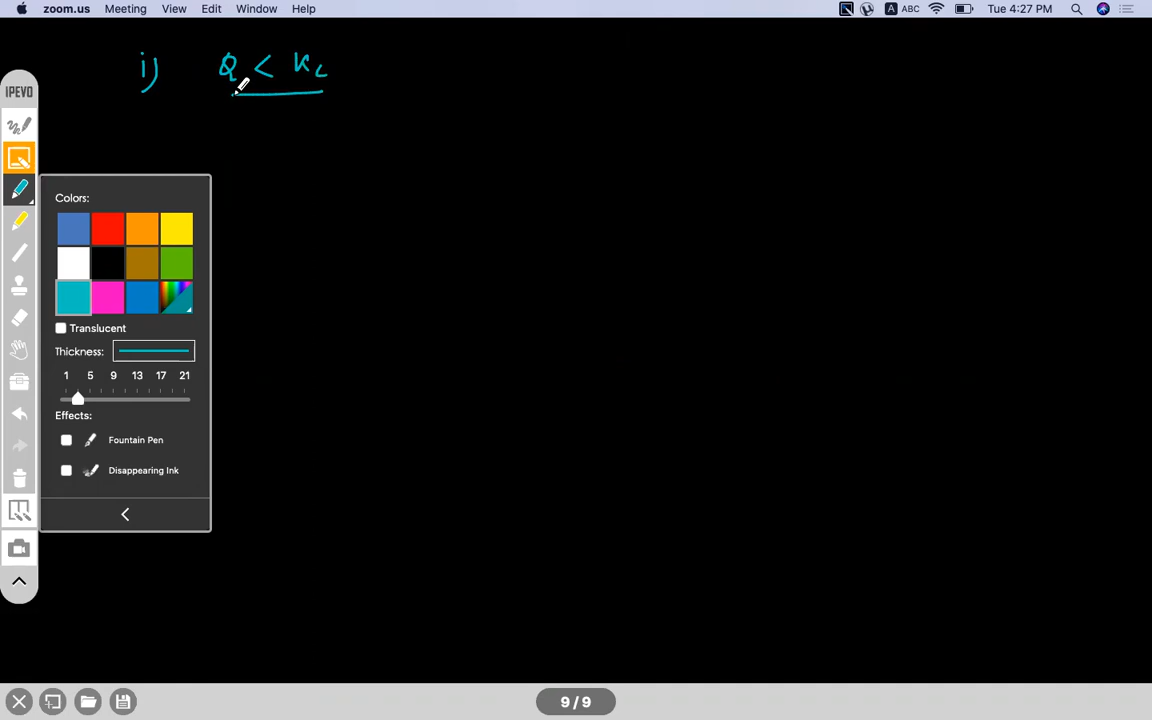 zoom.us Meeting View Edit Window Help ABC Tue 4:27 PM
i) Q < Kc
IPEVO
Colors:
Translucent
Thickness:
1 5 9 13 17 21
Effects:
Fountain Pen
Disappearing Ink
9 / 9